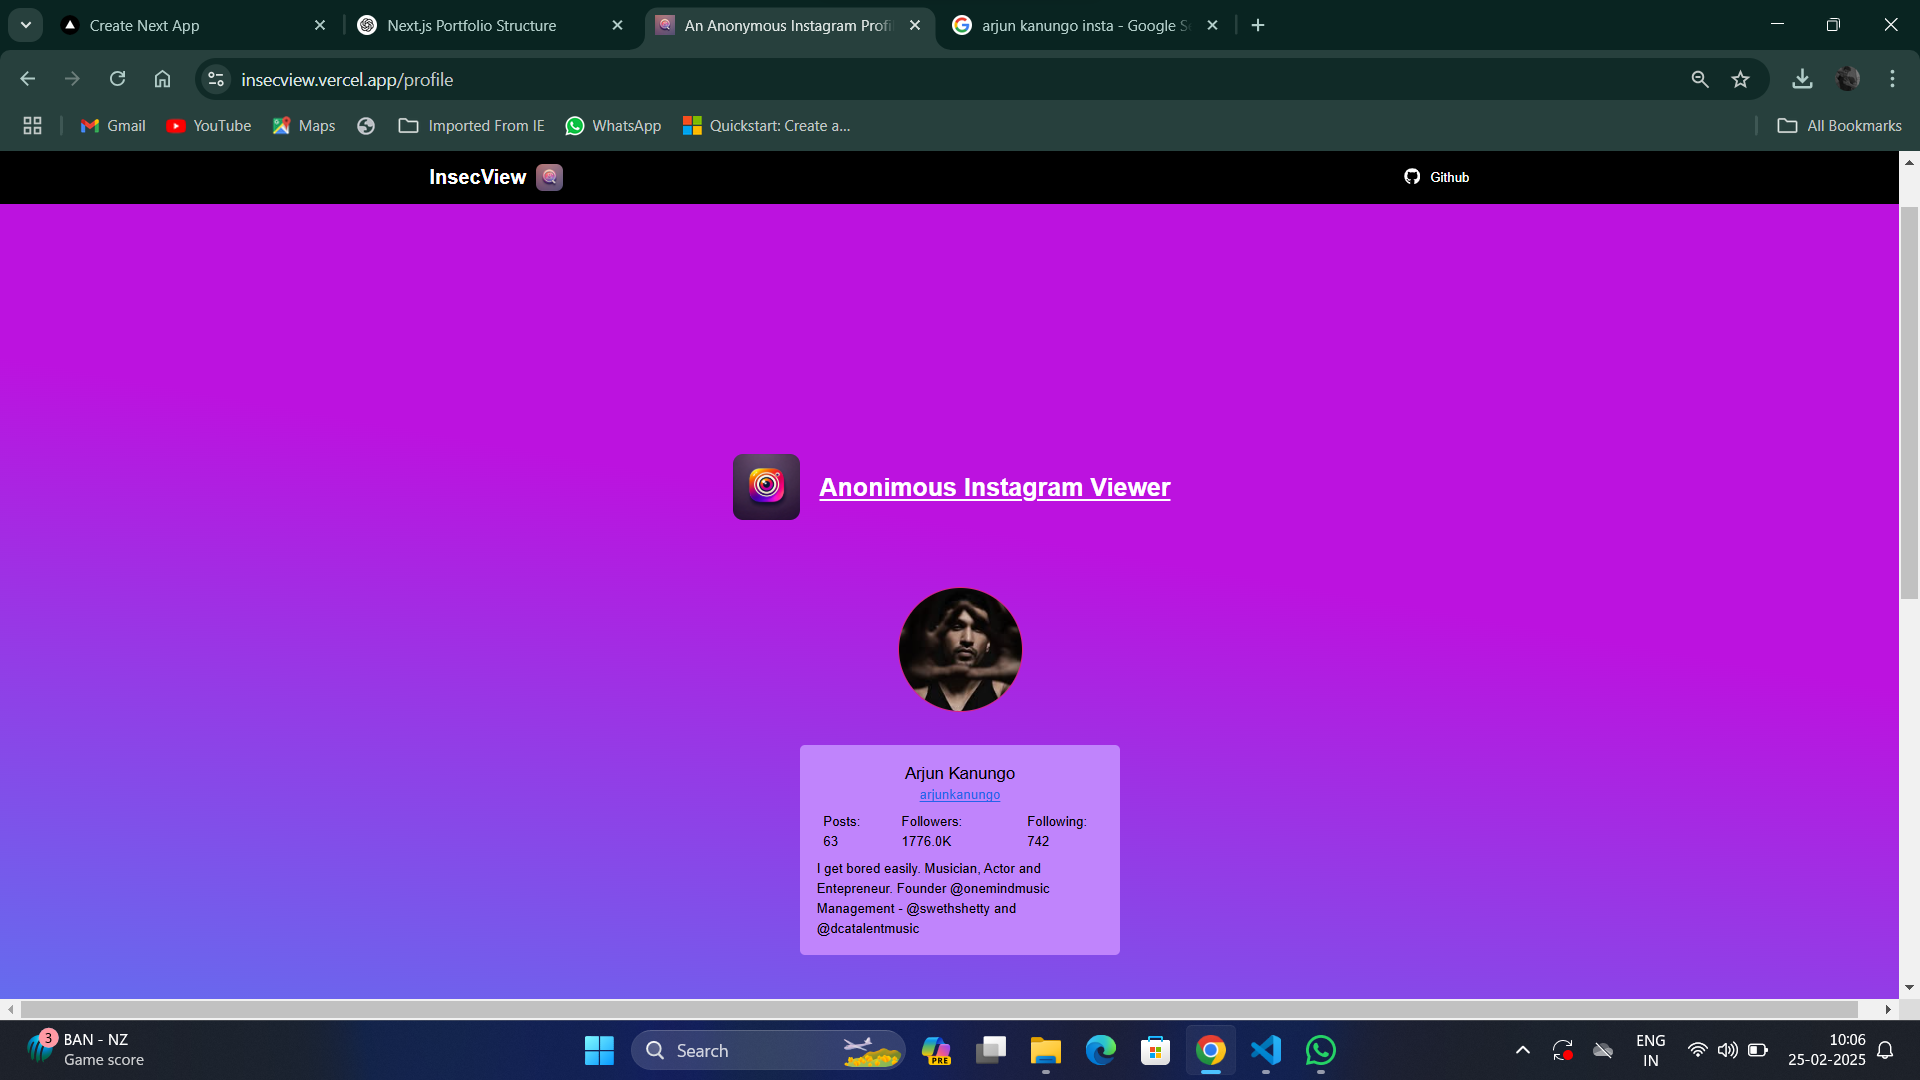 Create Next App
Next.js Portfolio Structure
An Anonymous Instagram Profi
arjun kanungo insta - Google Se
insecview.vercel.app/profile
Gmail
YouTube
Maps
Imported From IE
WhatsApp
Quickstart: Create a...
All Bookmarks
InsecView
Github
Anonimous Instagram Viewer
Arjun Kanungo
arjunkanungo
Posts: Followers: Following:
63 1776.0K 742
I get bored easily. Musician, Actor and
Entepreneur. Founder @onemindmusic
Management - @swethshetty and
@dcatalentmusic
3
BAN - NZ
Game score
Search
PRE
ENG
IN
10:06
25-02-2025